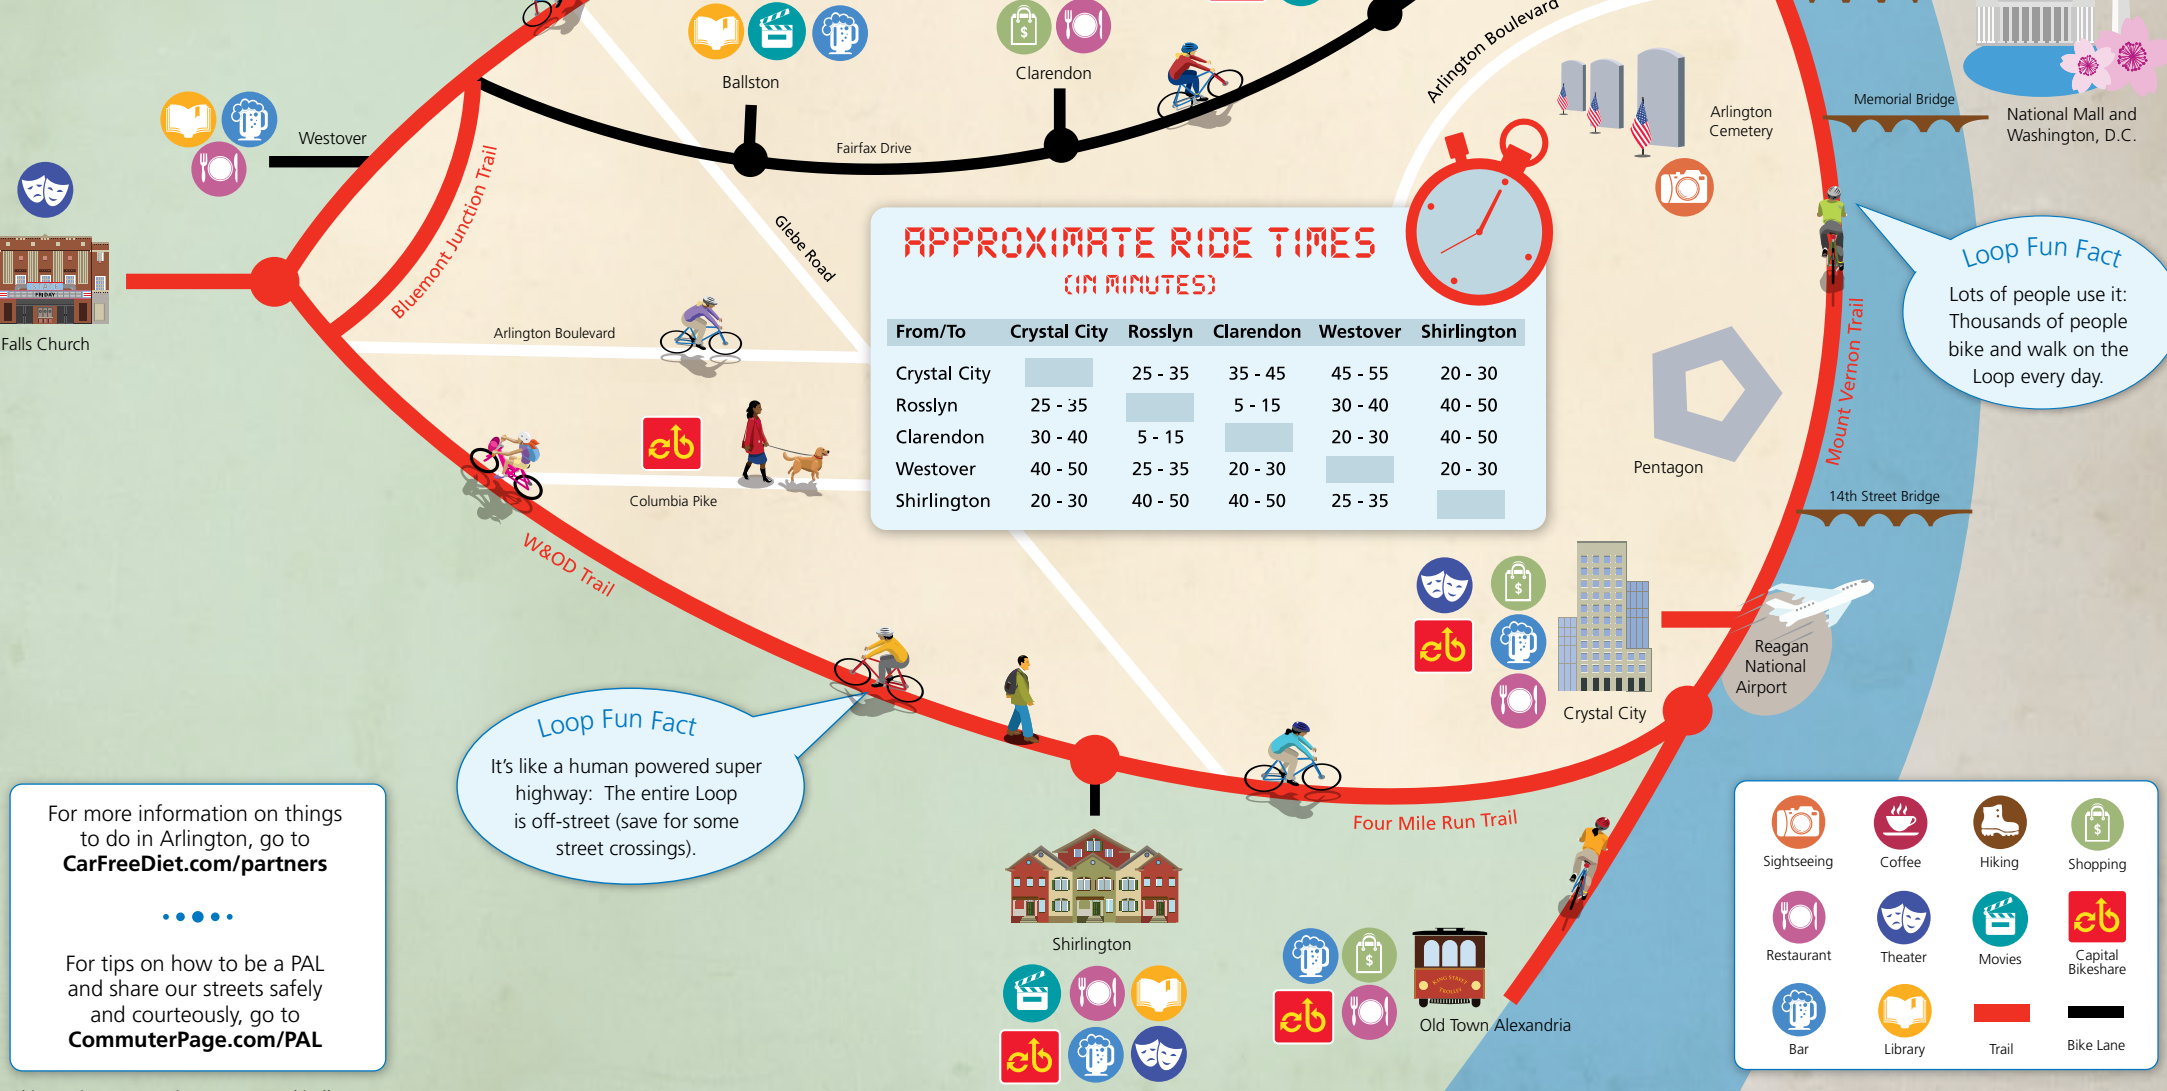 Arlington Boulevard
Ballston
Clarendon
Westover
Fairfax Drive
Glebe Road
Bluemont Junction Trail
Arlington Cemetery
Memorial Bridge
National Mall and
Washington, D.C.
FRIDAY
Falls Church
Arlington Boulevard
Columbia Pike
W&OD Trail
APPROXIMATE RIDE TIMES
(IN MINUTES)
From/To Crystal City Rosslyn Clarendon Westover Shirlington
Crystal City 25 - 35 35 - 45 45 - 55 20 - 30
Rosslyn 25 - 35 5 - 15 30 - 40 40 - 50
Clarendon 30 - 40 5 - 15 20 - 30 40 - 50
Westover 40 - 50 25 - 35 20 - 30 20 - 30
Shirlington 20 - 30 40 - 50 40 - 50 25 - 35
Loop Fun Fact
Lots of people use it:
Thousands of people
bike and walk on the
Loop every day.
Mount Vernon Trail
Pentagon
14th Street Bridge
Reagan
National
Airport
Crystal City
Loop Fun Fact
It's like a human powered super
highway: The entire Loop
is off-street (save for some
street crossings).
Four Mile Run Trail
Shirlington
KING STREET
TROLLEY
Old Town Alexandria
For more information on things
to do in Arlington, go to
CarFreeDiet.com/partners
For tips on how to be a PAL
and share our streets safely
and courteously, go to
CommuterPage.com/PAL
Sightseeing
Coffee
Hiking
Shopping
Restaurant
Theater
Movies
Capital
Bikeshare
Bar
Library
Trail
Bike Lane